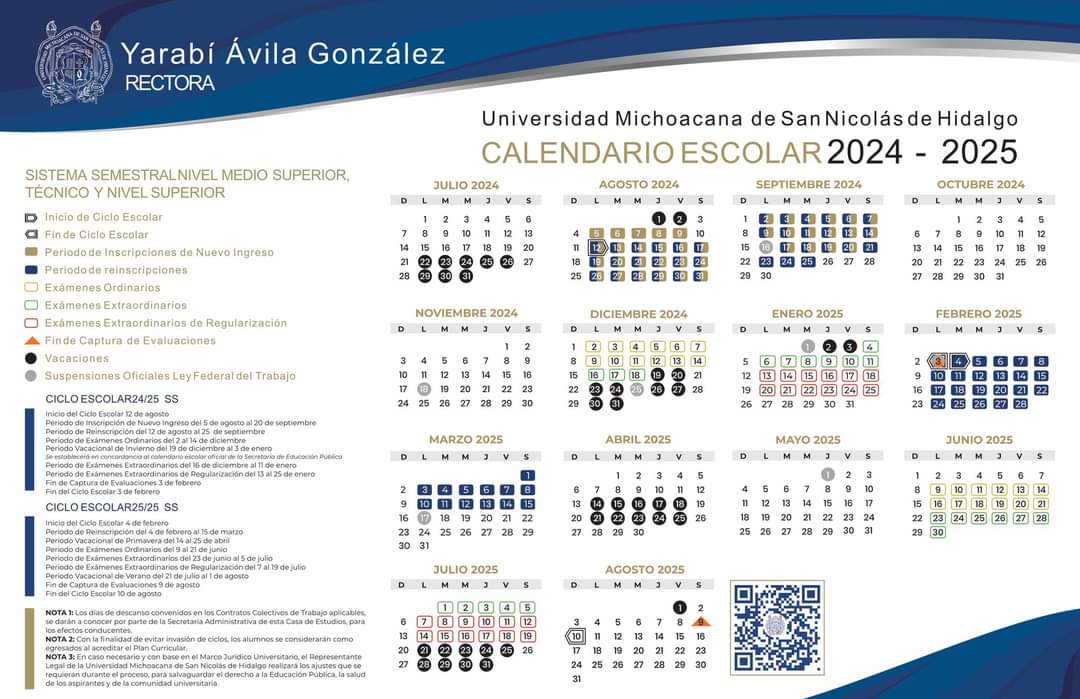 Yarabí Ávila González
RECTORA
Universidad Michoacana de San Nicolás de Hidalgo
CALENDARIO ESCOLAR 2024 - 2025
SISTEMA SEMESTRAL NIVEL MEDIO SUPERIOR,
TÉCNICO Y NIVEL SUPERIOR
Inicio de Ciclo Escolar
Fin de Ciclo Escolar
Periodo de Inscripciones de Nuevo Ingreso
Periodo de reinscripciones
Exámenes Ordinarios
Exámenes Extraordinarios
Exámenes Extraordinarios de Regularización
Fin de Captura de Evaluaciones
Vacaciones
Suspensiones Oficiales Ley Federal del Trabajo
CICLO ESCOLAR 24/25 SS
Inicio del Ciclo Escolar 12 de agosto
Periodo de Inscripción de Nuevo Ingreso del 5 de agosto al 20 de septiembre
Periodo de Reinscripción del 12 de agosto al 25 de septiembre
Periodo de Exámenes Ordinarios del 2 al 14 de diciembre
Periodo Vacacional de Invierno del 19 de diciembre al 3 de enero
Se establecerá en concordancia al calendario escolar oficial de la Secretaría de Educación Pública
Periodo de Exámenes Extraordinarios del 16 de diciembre al 11 de enero
Periodo de Exámenes Extraordinarios de Regularización del 13 al 25 de enero
Fin de Captura de Evaluaciones 3 de febrero
Fin del Ciclo Escolar 3 de febrero
CICLO ESCOLAR 25/25 SS
Inicio del Ciclo Escolar 4 de febrero
Periodo de Reinscripción del 4 de febrero al 15 de marzo
Periodo Vacacional de Primavera del 14 al 25 de abril
Periodo de Exámenes Ordinarios del 9 al 21 de junio
Periodo de Exámenes Extraordinarios del 23 de junio al 5 de julio
Periodo de Exámenes Extraordinarios de Regularización del 7 al 19 de julio
Periodo Vacacional de Verano del 21 de julio al 1 de agosto
Fin de Captura de Evaluaciones 9 de agosto
Fin del Ciclo Escolar 10 de agosto
NOTA 1: Los días de descanso convenidos en los Contratos Colectivos de Trabajo aplicables,
se darán a conocer por parte de la Secretaría Administrativa de esta Casa de Estudios, para
los efectos conducentes.
NOTA 2: Con la finalidad de evitar invasión de ciclos, los alumnos se considerarán como
egresados al acreditar el Plan Curricular.
NOTA 3: En caso necesario y con base en el Marco Jurídico Universitario, el Representante
Legal de la Universidad Michoacana de San Nicolás de Hidalgo realizará los ajustes que se
requieran durante el proceso, para salvaguardar el derecho a la Educación Pública, la salud
de los aspirantes y de la comunidad universitaria.
JULIO 2024
D L M M J V S
1 2 3 4 5 6
7 8 9 10 11 12 13
14 15 16 17 18 19 20
21 22 23 24 25 26 27
28 29 30 31
AGOSTO 2024
D L M M J V S
1 2 3
4 5 6 7 8 9 10
11 12 13 14 15 16 17
18 19 20 21 22 23 24
25 26 27 28 29 30 31
SEPTIEMBRE 2024
D L M M J V S
1 2 3 4 5 6 7
8 9 10 11 12 13 14
15 16 17 18 19 20 21
22 23 24 25 26 27 28
29 30
OCTUBRE 2024
D L M M J V S
1 2 3 4 5
6 7 8 9 10 11 12
13 14 15 16 17 18 19
20 21 22 23 24 25 26
27 28 29 30 31
NOVIEMBRE 2024
D L M M J V S
1 2
3 4 5 6 7 8 9
10 11 12 13 14 15 16
17 18 19 20 21 22 23
24 25 26 27 28 29 30
DICIEMBRE 2024
D L M M J V S
1 2 3 4 5 6 7
8 9 10 11 12 13 14
15 16 17 18 19 20 21
22 23 24 25 26 27 28
29 30 31
ENERO 2025
D L M M J V S
1 2 3 4
5 6 7 8 9 10 11
12 13 14 15 16 17 18
19 20 21 22 23 24 25
26 27 28 29 30 31
FEBRERO 2025
D L M M J V S
1
2 3 4 5 6 7 8
9 10 11 12 13 14 15
16 17 18 19 20 21 22
23 24 25 26 27 28
MARZO 2025
D L M M J V S
1
2 3 4 5 6 7 8
9 10 11 12 13 14 15
16 17 18 19 20 21 22
23 24 25 26 27 28 29
30 31
ABRIL 2025
D L M M J V S
1 2 3 4 5
6 7 8 9 10 11 12
13 14 15 16 17 18 19
20 21 22 23 24 25 26
27 28 29 30
MAYO 2025
D L M M J V S
1 2 3
4 5 6 7 8 9 10
11 12 13 14 15 16 17
18 19 20 21 22 23 24
25 26 27 28 29 30 31
JUNIO 2025
D L M M J V S
1 2 3 4 5 6 7
8 9 10 11 12 13 14
15 16 17 18 19 20 21
22 23 24 25 26 27 28
29 30
JULIO 2025
D L M M J V S
1 2 3 4 5
6 7 8 9 10 11 12
13 14 15 16 17 18 19
20 21 22 23 24 25 26
27 28 29 30 31
AGOSTO 2025
D L M M J V S
1 2
3 4 5 6 7 8 9
10 11 12 13 14 15 16
17 18 19 20 21 22 23
24 25 26 27 28 29 30
31